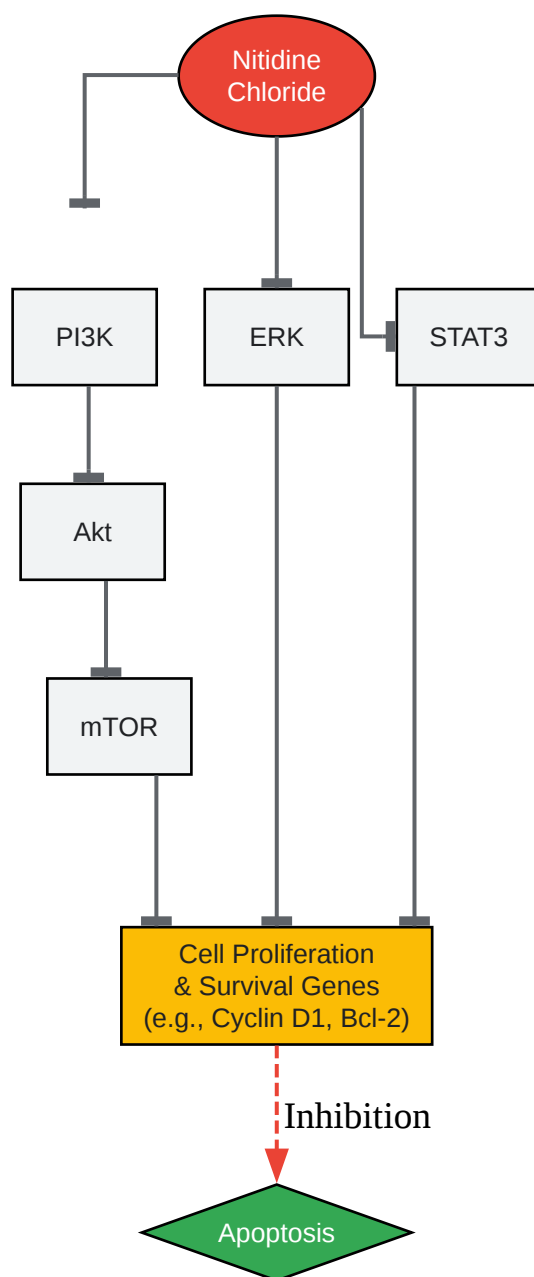 Nitidine
Chloride
PI3K
ERK
STAT3
Akt
mTOR
Cell Proliferation
& Survival Genes
(e.g., Cyclin D1, Bcl-2)
Inhibition
Apoptosis